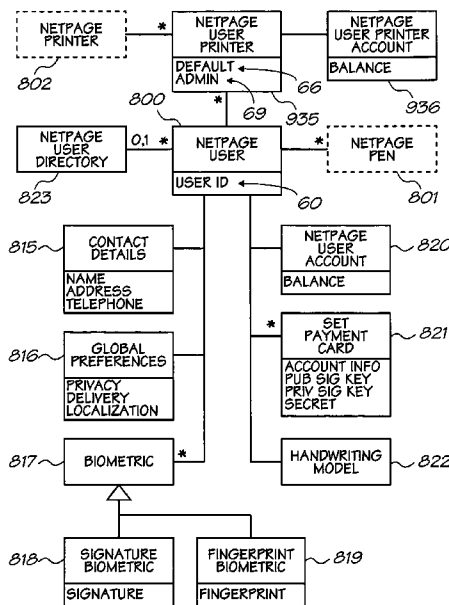 NETPAGE
PRINTER
802
*
NETPAGE
USER
PRINTER
DEFAULT
ADMIN
66
69
935
NETPAGE
USER PRINTER
ACCOUNT
BALANCE
936
*
800
NETPAGE
USER
DIRECTORY
823
0,1
*
NETPAGE
USER
USER ID
60
*
NETPAGE
PEN
801
815
CONTACT
DETAILS
NAME
ADDRESS
TELEPHONE
NETPAGE
USER
ACCOUNT
BALANCE
820
816
GLOBAL
PREFERENCES
PRIVACY
DELIVERY
LOCALIZATION
*
SET
PAYMENT
CARD
ACCOUNT INFO
PUB SIG KEY
PRIV SIG KEY
SECRET
821
817
BIOMETRIC
*
HANDWRITING
MODEL
822
818
SIGNATURE
BIOMETRIC
SIGNATURE
FINGERPRINT
BIOMETRIC
FINGERPRINT
819